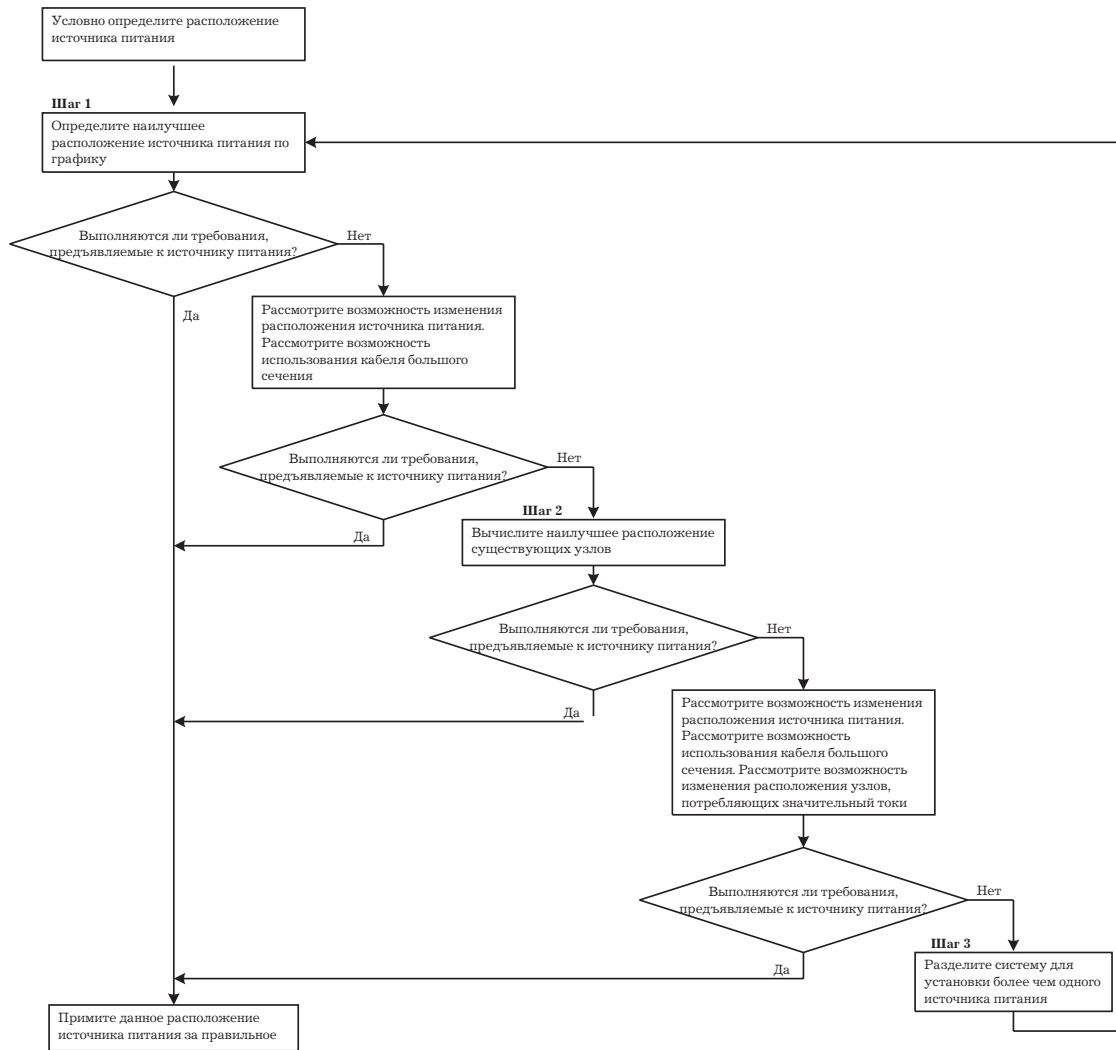 Условно определите расположение
источника питания
Шаг 1
Определите наилучшее
расположение источника питания по
графику
Выполняются ли требования,
предъявляемые к источнику питания?
Нет
Да
Рассмотрите возможность изменения
расположения источника питания.
Рассмотрите возможность
использования кабеля большого
сечения
Выполняются ли требования,
предъявляемые к источнику питания?
Нет
Да
Шаг 2
Вычислите наилучшее расположение
существующих узлов
Выполняются ли требования,
предъявляемые к источнику питания?
Нет
Да
Рассмотрите возможность изменения
расположения источника питания.
Рассмотрите возможность
использования кабеля большого
сечения. Рассмотрите возможность
изменения расположения узлов,
потребляющих значительный токи
Выполняются ли требования,
предъявляемые к источнику питания?
Нет
Да
Шаг 3
Разделите систему для
установки более чем одного
источника питания
Примите данное расположение
источника питания за правильное